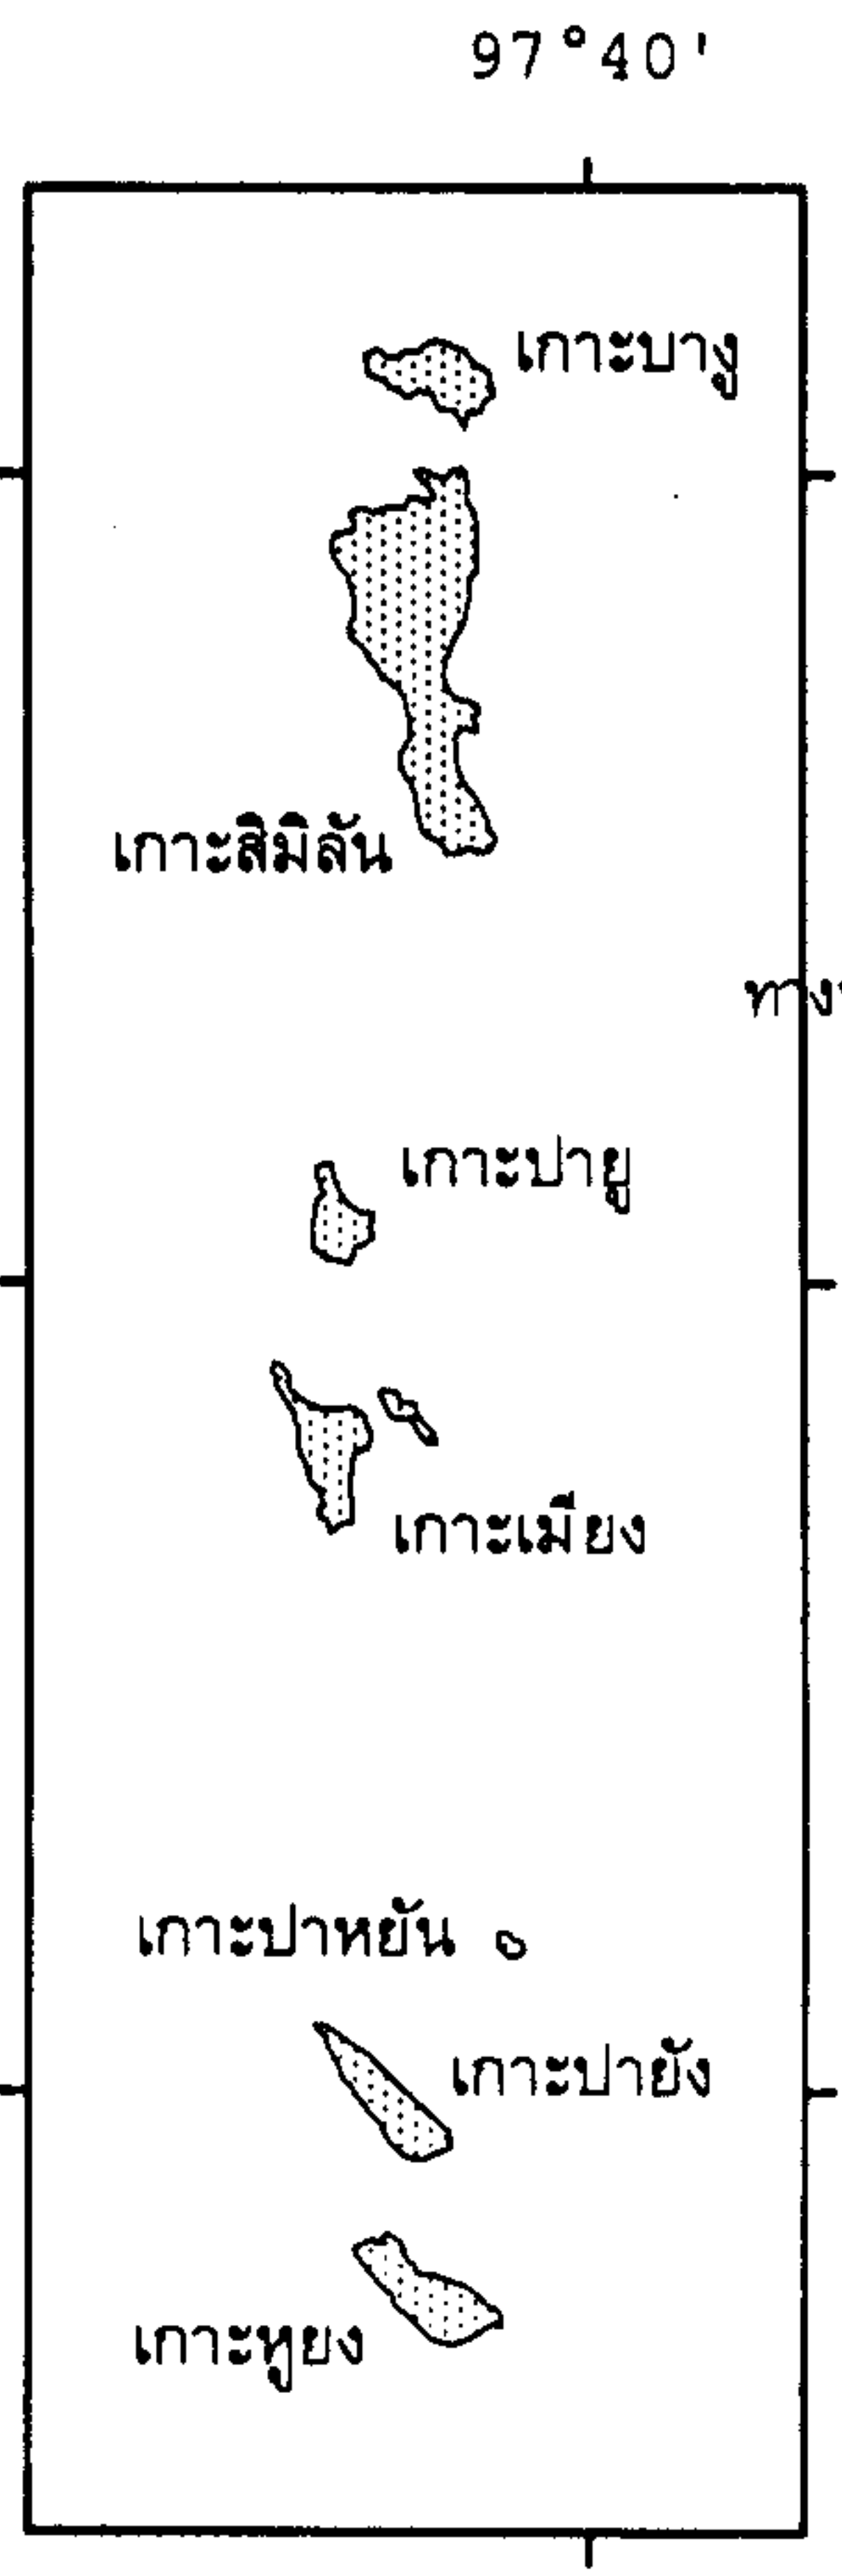 97°40'
เกาะบางู
เกาะสิมิลัน
เกาะปายู
เกาะเมียง
เกาะปาหยัน
เกาะปายัง
เกาะหูยง